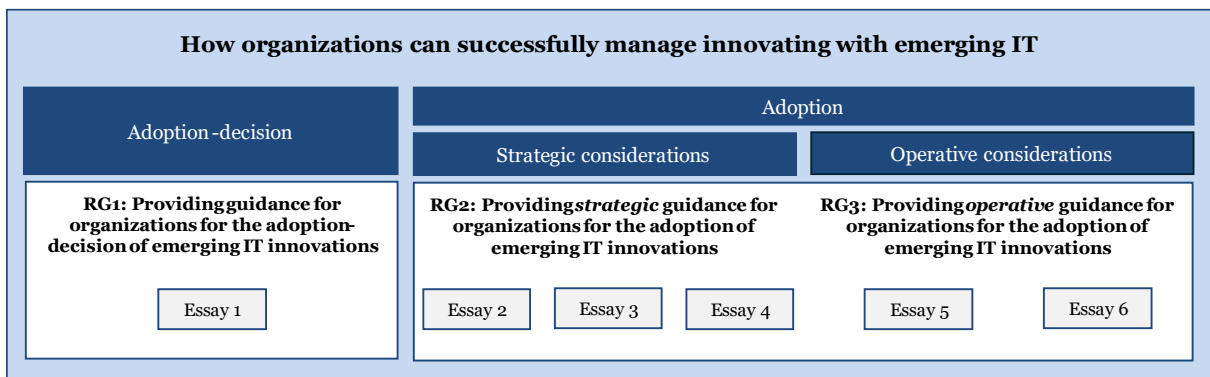 How organizations can successfully manage innovating with emerging IT
Adoption-decision
Adoption
Strategic considerations
Operative considerations
RG1: Providing guidance for
organizations for the adoption-
decision of emerging IT innovations
Essay 1
RG2: Providing strategic guidance for
organizations for the adoption of
emerging IT innovations
Essay 2
Essay 3
Essay 4
RG3: Providing operative guidance for
organizations for the adoption of
emerging IT innovations
Essay 5
Essay 6